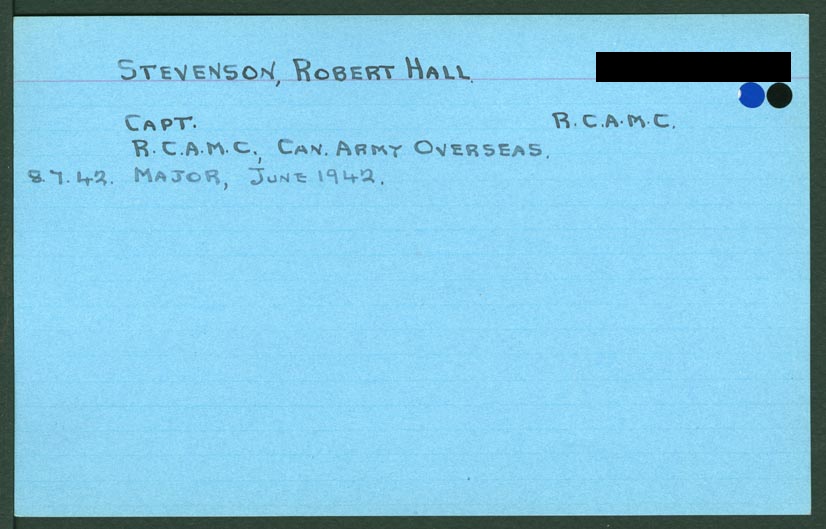 STEVENSON, ROBERT HALL.
CAPT. R.C.A.M.C.
R.C.A.M.C., CAN. ARMY OVERSEAS.
8.7.42. MAJOR, JUNE 1942.